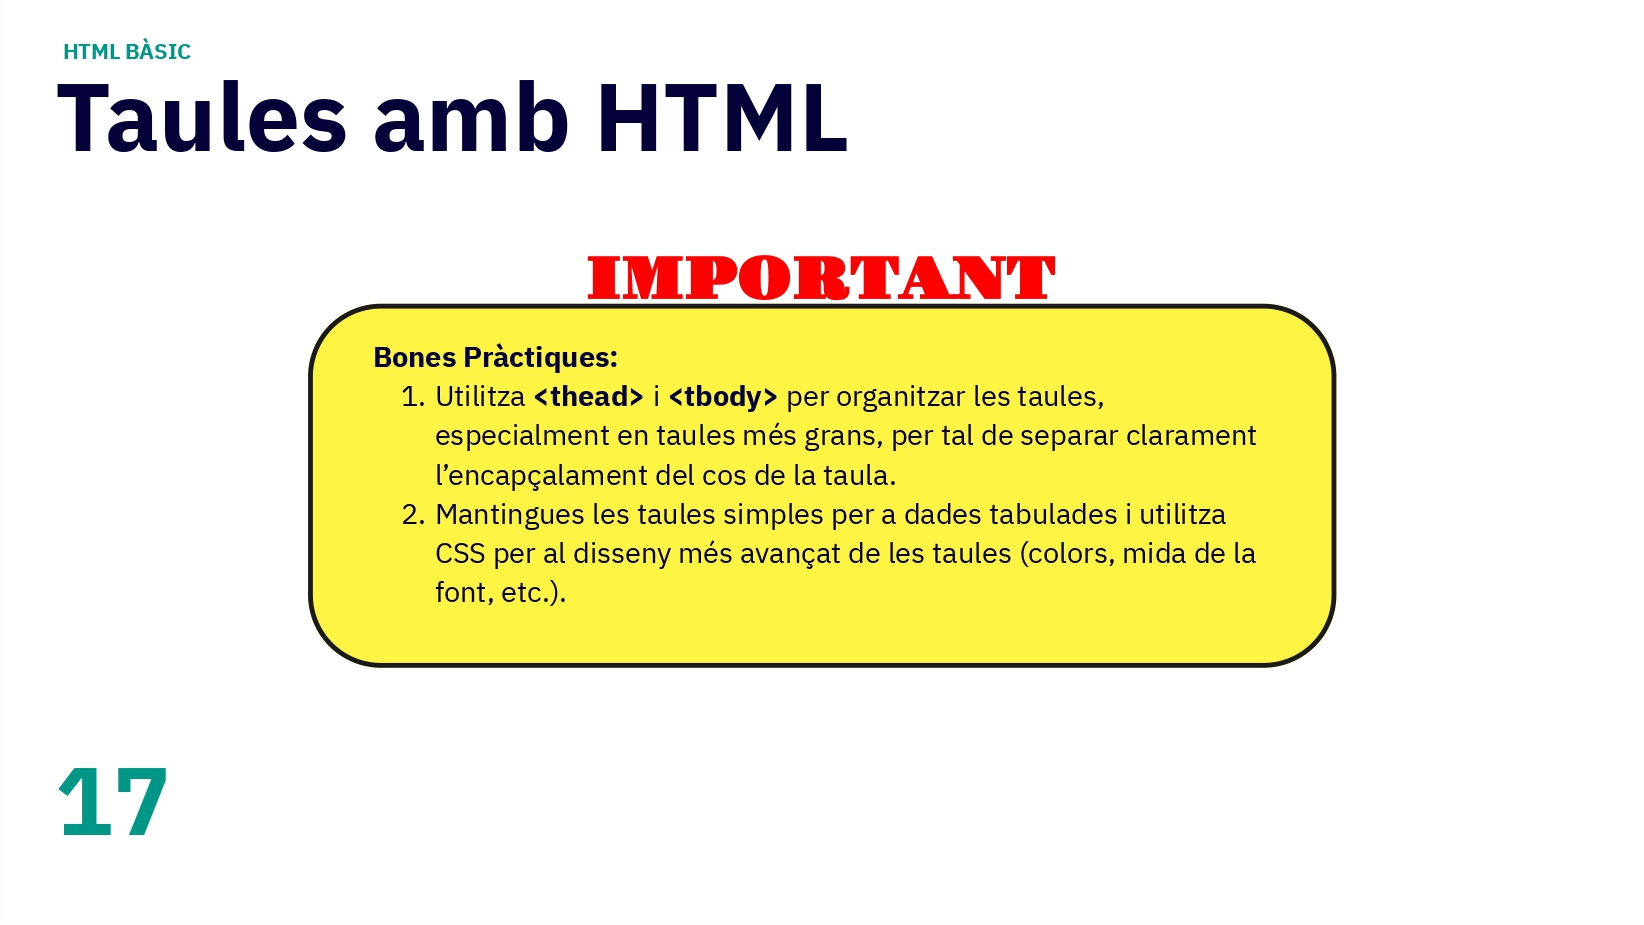 HTML BÀSIC
Taules amb HTML
IMPORTANT
Bones Pràctiques:
1. Utilitza <thead> i <tbody> per organitzar les taules,
especialment en taules més grans, per tal de separar clarament
l’encapçalament del cos de la taula.
2. Mantingues les taules simples per a dades tabulades i utilitza
CSS per al disseny més avançat de les taules (colors, mida de la
font, etc.).
17